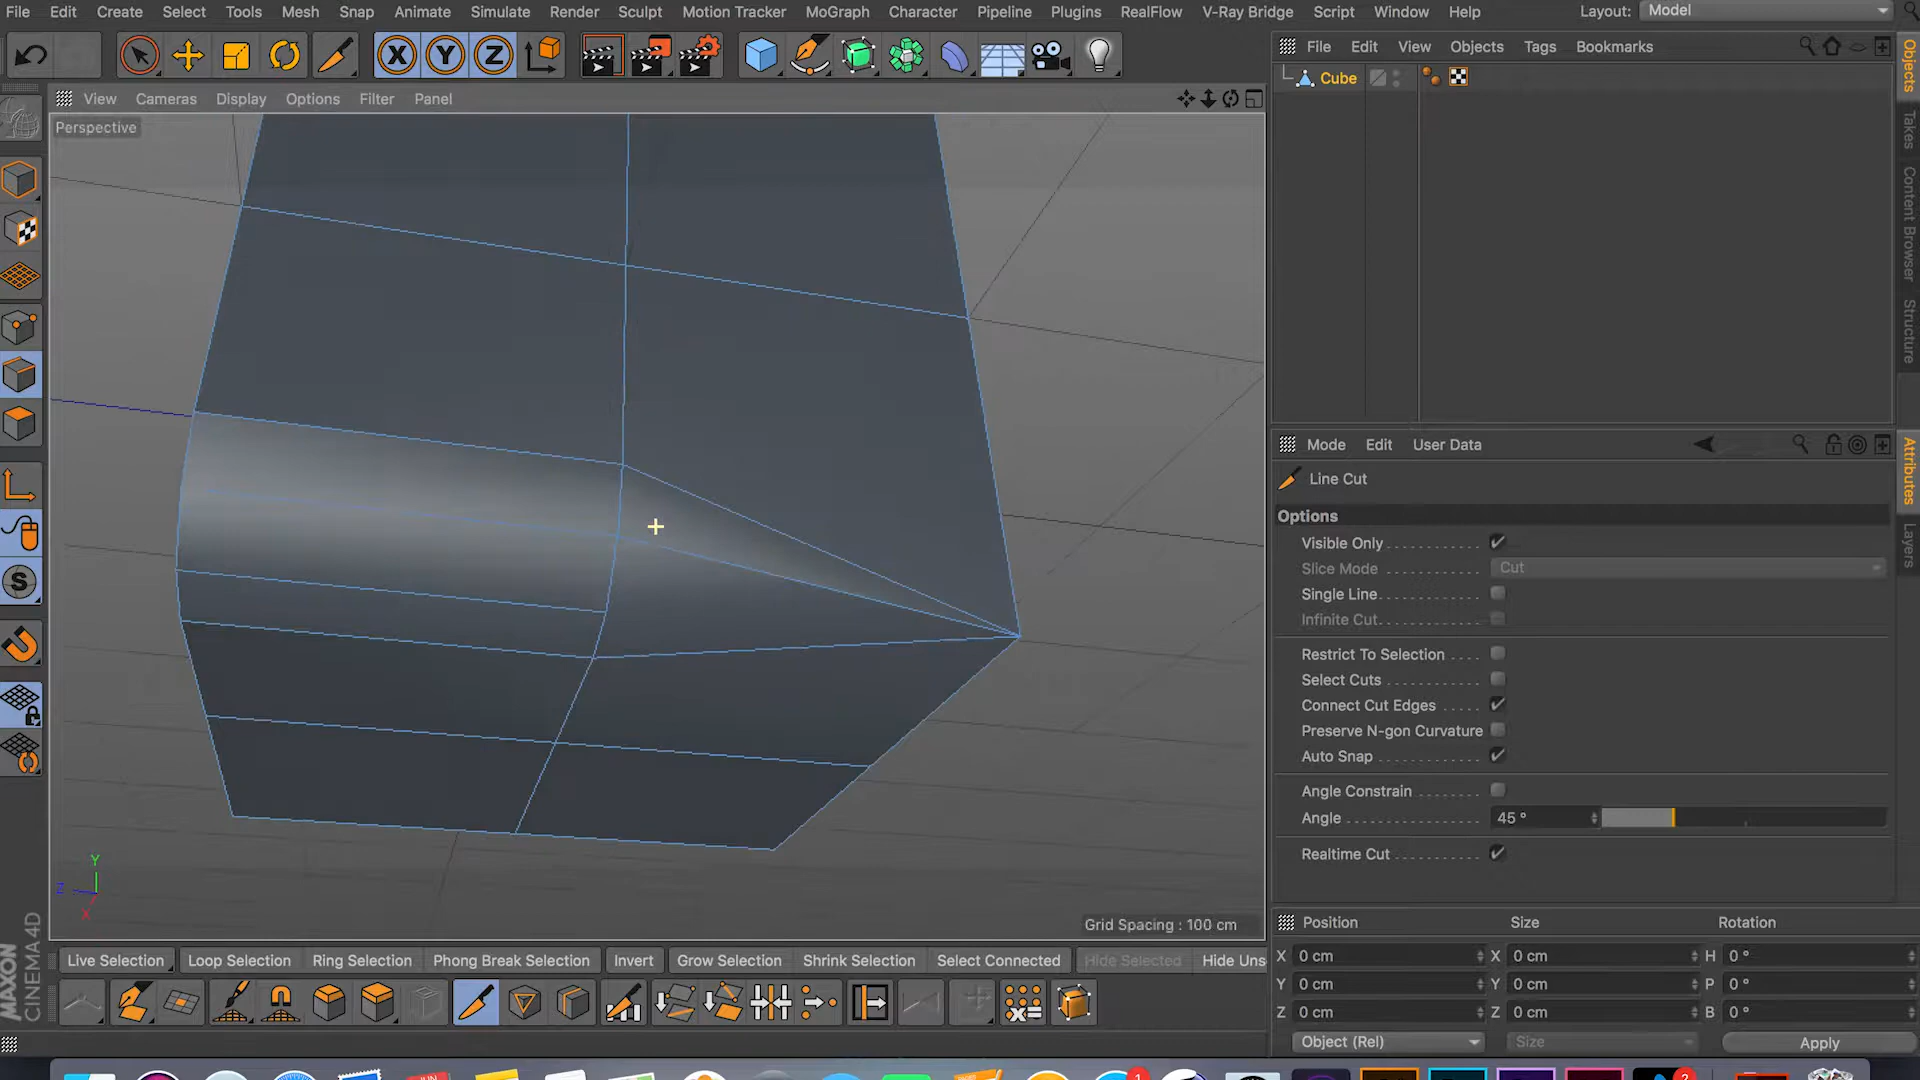 File Edit Create Select Tools Mesh Snap Animate Simulate Render Sculpt Motion Tracker MoGraph Character Pipeline Plugins RealFlow V-Ray Bridge Script Window Help Layout: Model
X Y Z
File Edit View Objects Tags Bookmarks
Cube
View Cameras Display Options Filter Panel
Perspective
Objects
Takes
Content Browser
Structure
Mode Edit User Data
Attributes
Layers
Line Cut
Options
Visible Only
Slice Mode Cut
Single Line
Infinite Cut
Restrict To Selection
Select Cuts
Connect Cut Edges
Preserve N-gon Curvature
Auto Snap
Angle Constrain
Angle 45 °
Realtime Cut
S
Y
Z
X
Grid Spacing : 100 cm
MAXON
CINEMA 4D
Position Size Rotation
X 0 cm X 0 cm H 0 °
Y 0 cm Y 0 cm P 0 °
Z 0 cm Z 0 cm B 0 °
Object (Rel) Size Apply
Live Selection Loop Selection Ring Selection Phong Break Selection Invert Grow Selection Shrink Selection Select Connected Hide Selected Hide Uns
1
2